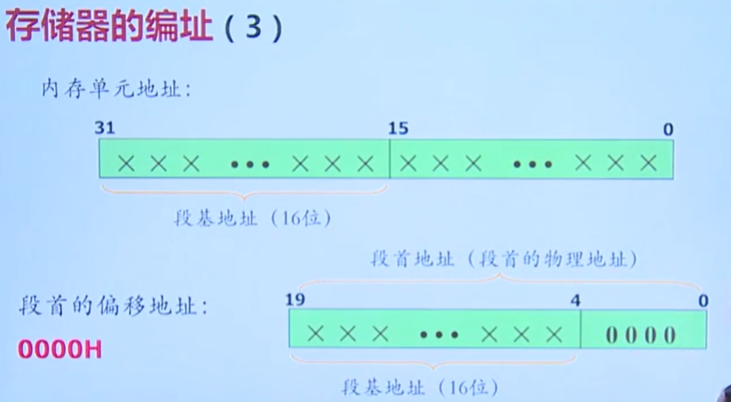 存储器的编址（3）
内存单元地址：
31 15 0
××× ••• ××× ××× ••• ×××
段基地址（16位）
段首地址（段首的物理地址）
段首的偏移地址：
19 4 0
××× ••• ××× 0000
0000H
段基地址（16位）